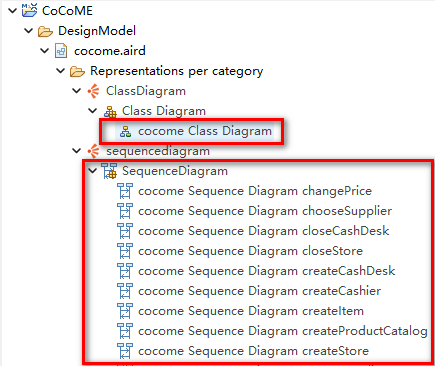 CoCoME
DesignModel
cocome.aird
Representations per category
ClassDiagram
Class Diagram
cocome Class Diagram
sequencediagram
SequenceDiagram
cocome Sequence Diagram changePrice
cocome Sequence Diagram chooseSupplier
cocome Sequence Diagram closeCashDesk
cocome Sequence Diagram closeStore
cocome Sequence Diagram createCashDesk
cocome Sequence Diagram createCashier
cocome Sequence Diagram createItem
cocome Sequence Diagram createProductCatalog
cocome Sequence Diagram createStore